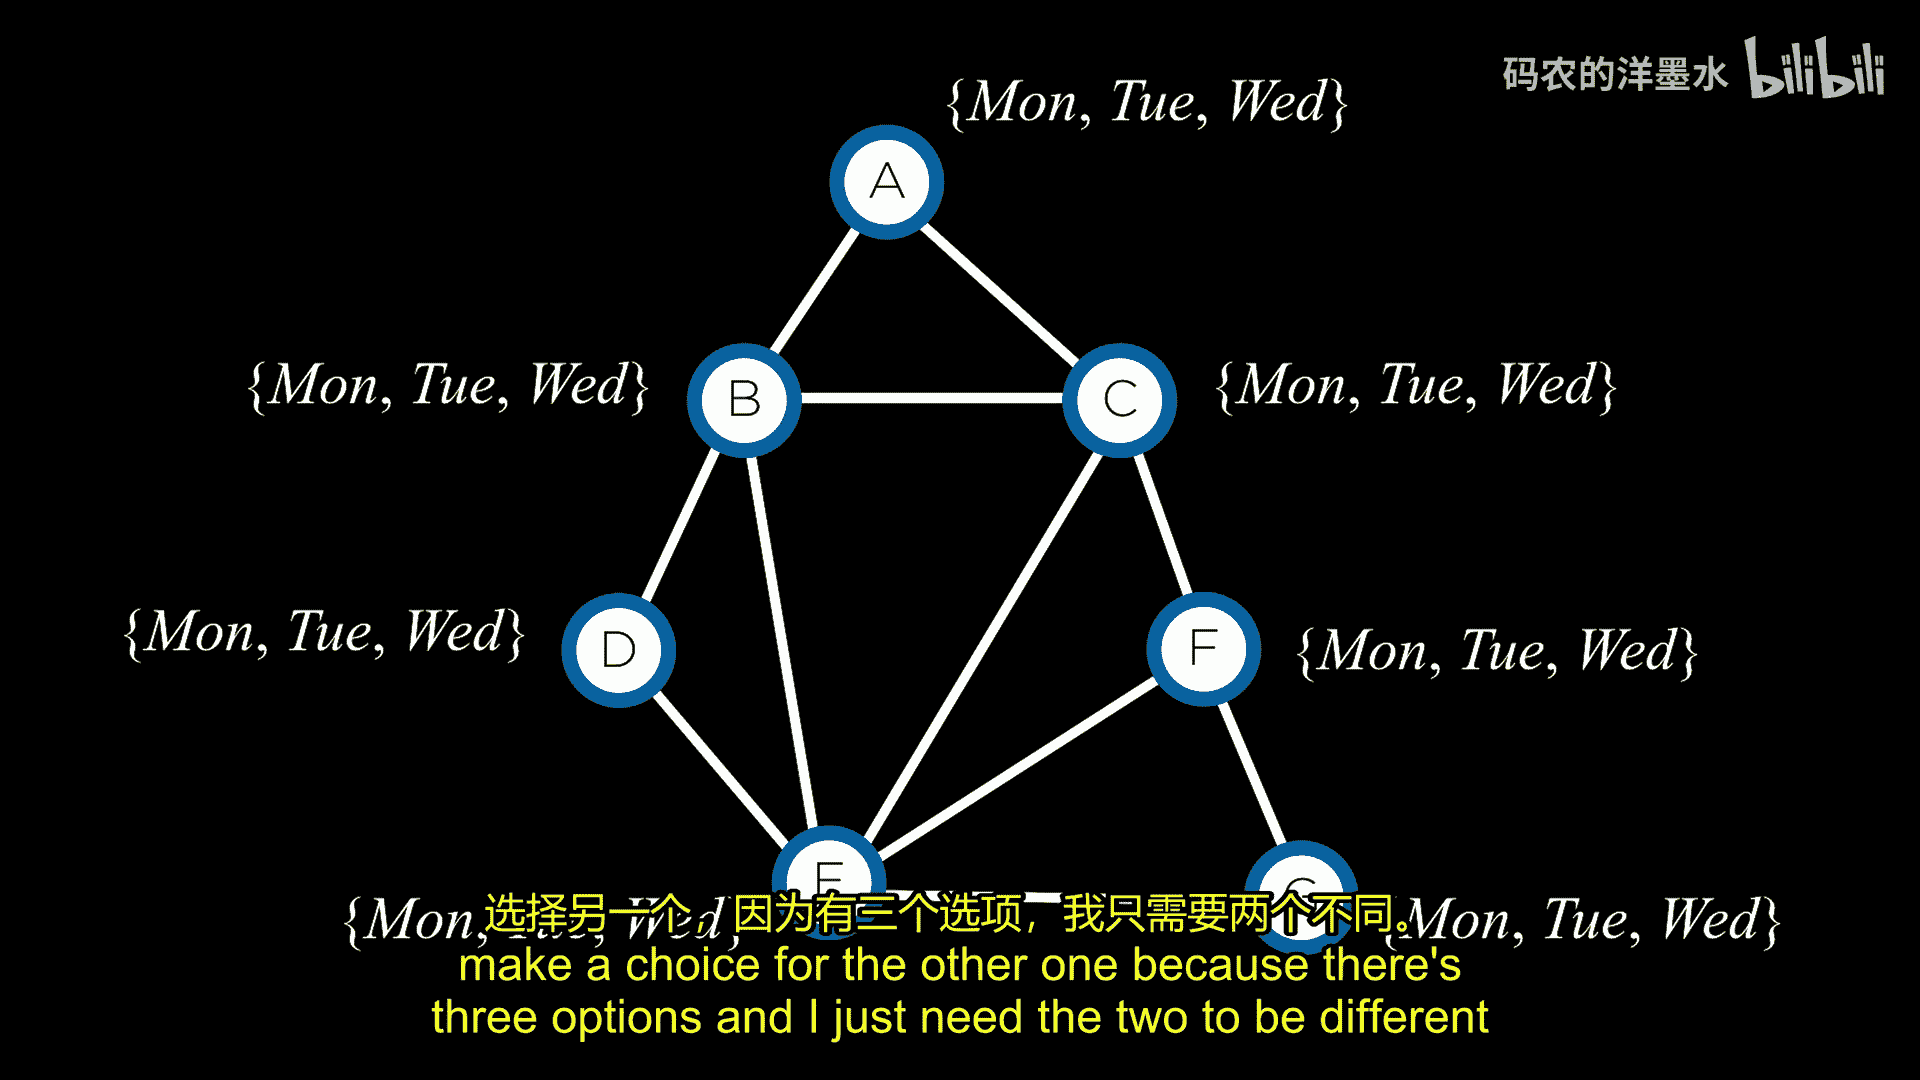 码农的洋墨水 bilibili
{Mon, Tue, Wed}
A
{Mon, Tue, Wed}
B
C
{Mon, Tue, Wed}
{Mon, Tue, Wed}
D
F
{Mon, Tue, Wed}
E
G
{Mon, Tue, Wed}
{Mon, Tue, Wed}
选择另一个，因为有三个选项，我只需要两个不同。
make a choice for the other one because there's
three options and I just need the two to be different